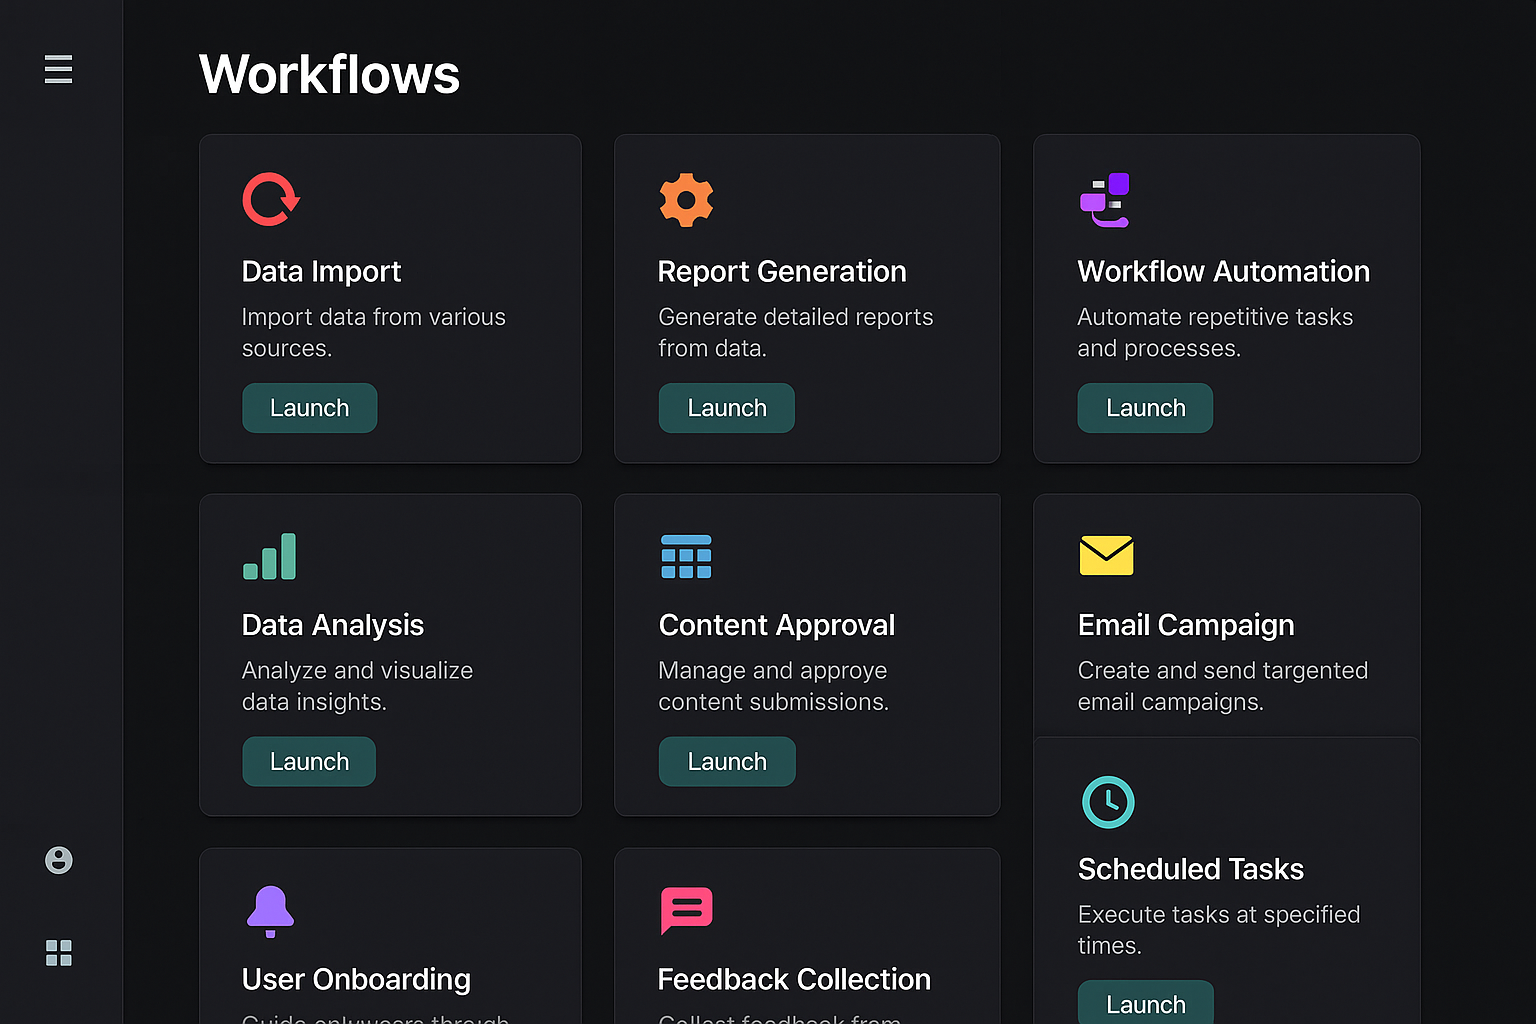 Workflows
Data Import
Import data from various
sources.
Launch
Report Generation
Generate detailed reports
from data.
Launch
Workflow Automation
Automate repetitive tasks
and processes.
Launch
Data Analysis
Analyze and visualize
data insights.
Launch
Content Approval
Manage and approye
content submissions.
Launch
Email Campaign
Create and send targented
email campaigns.
Scheduled Tasks
Execute tasks at specified
times.
Launch
User Onboarding
Feedback Collection